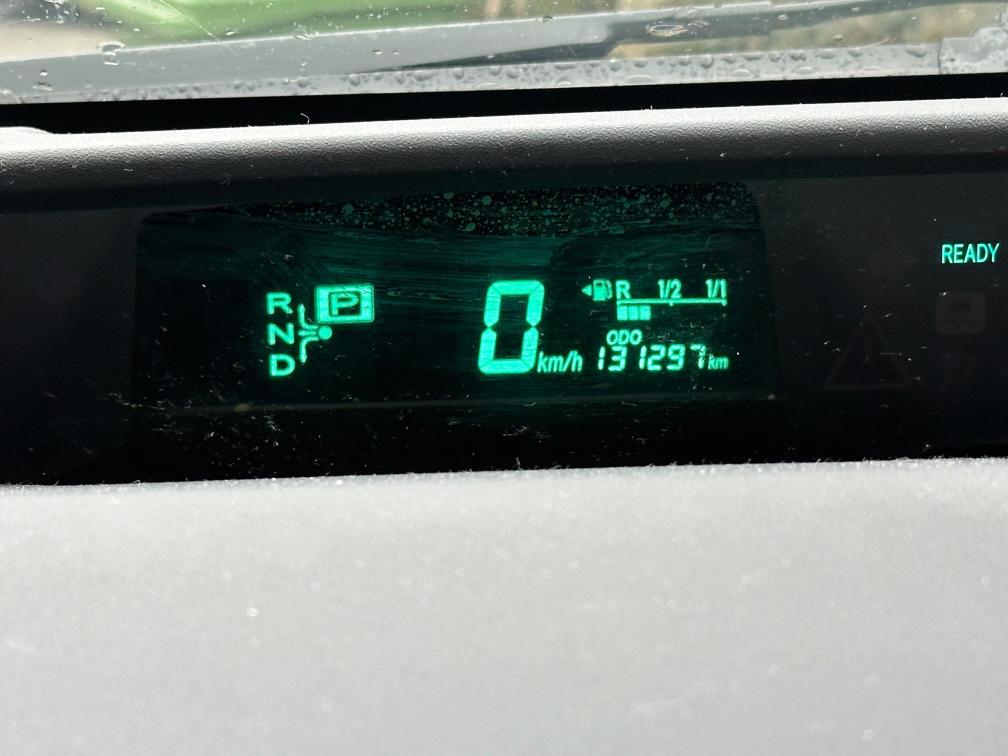 READY
R P
N
D
0 km/h
R 1/2 1/1
ODO
131297 km